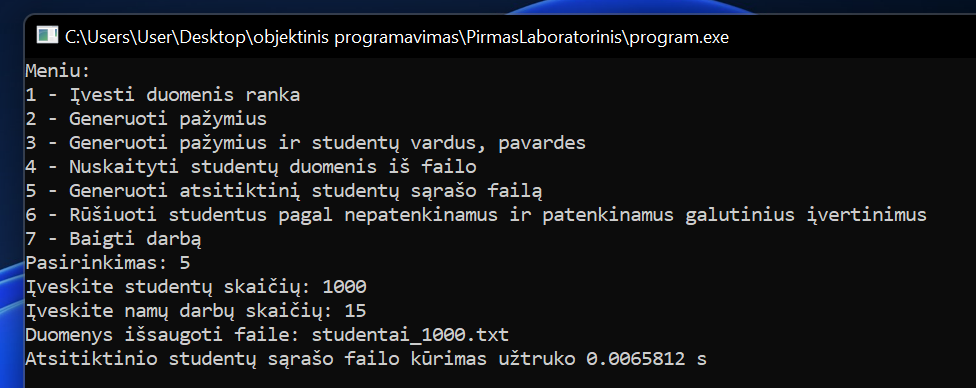 C:\Users\User\Desktop\objektinis programavimas\PirmasLaboratorinis\program.exe
Meniu:
1 - Įvesti duomenis ranka
2 - Generuoti pažymius
3 - Generuoti pažymius ir studentų vardus, pavardes
4 - Nuskaityti studentų duomenis iš failo
5 - Generuoti atsitiktinį studentų sąrašo failą
6 - Rūšiuoti studentus pagal nepatenkinamus ir patenkinamus galutinius įvertinimus
7 - Baigti darbą
Pasirinkimas: 5
Įveskite studentų skaičių: 1000
Įveskite namų darbų skaičių: 15
Duomenys išsaugoti faile: studentai_1000.txt
Atsitiktinio studentų sąrašo failo kūrimas užtruko 0.0065812 s